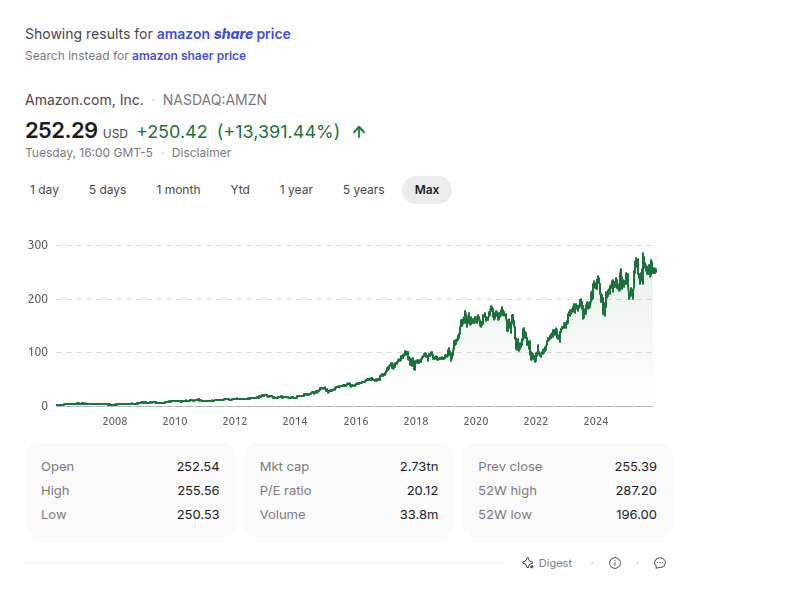 Showing results for amazon share price
Search instead for amazon shaer price
Amazon.com, Inc. · NASDAQ:AMZN
252.29 USD +250.42 (+13,391.44%) ↑
Tuesday, 16:00 GMT-5 · Disclaimer
1 day 5 days 1 month Ytd 1 year 5 years Max
300
200
100
0
2008 2010 2012 2014 2016 2018 2020 2022 2024
Open 252.54 Mkt cap 2.73tn Prev close 255.39
High 255.56 P/E ratio 20.12 52W high 287.20
Low 250.53 Volume 33.8m 52W low 196.00
Digest